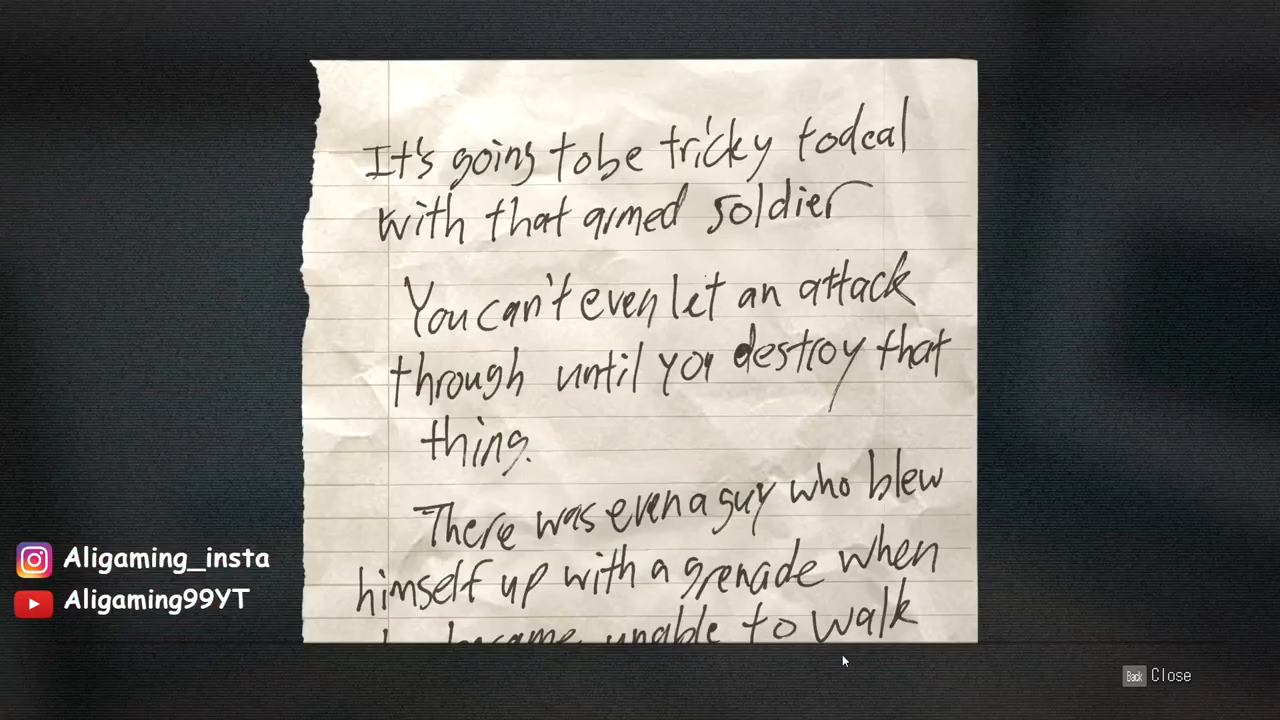 It's going tobe tricky todeal
with that armed soldier
You can't even let an attack
through until you destroy that
thing.
There was even a guy who blew
himself up with a grenade when
became unable to walk
Aligaming_insta
Aligaming99YT
Back Close